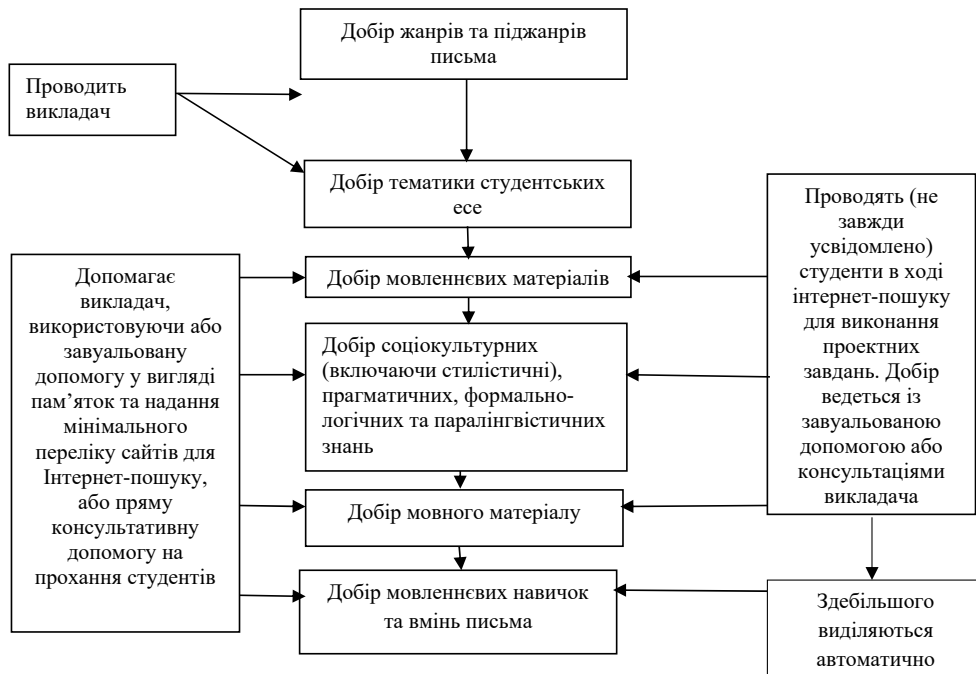 Добір жанрів та піджанрів
письма
Проводить
викладач
Добір тематики студентських
есе
Проводять (не
завжди
усвідомлено)
студенти в ході
інтернет-пошуку
для виконання
проектних
завдань. Добір
ведеться із
завуальованою
допомогою або
консультаціями
викладача
Допомагає
викладач,
використовуючи або
завуальовану
допомогу у вигляді
пам’яток та надання
мінімального
переліку сайтів для
Інтернет-пошуку,
або пряму
консультативну
допомогу на
прохання студентів
Добір мовленнєвих матеріалів
Добір соціокультурних
(включаючи стилістичні),
прагматичних, формально-
логічних та паралінгвістичних
знань
Добір мовного матеріалу
Добір мовленнєвих навичок
та вмінь письма
Здебільшого
виділяються
автоматично